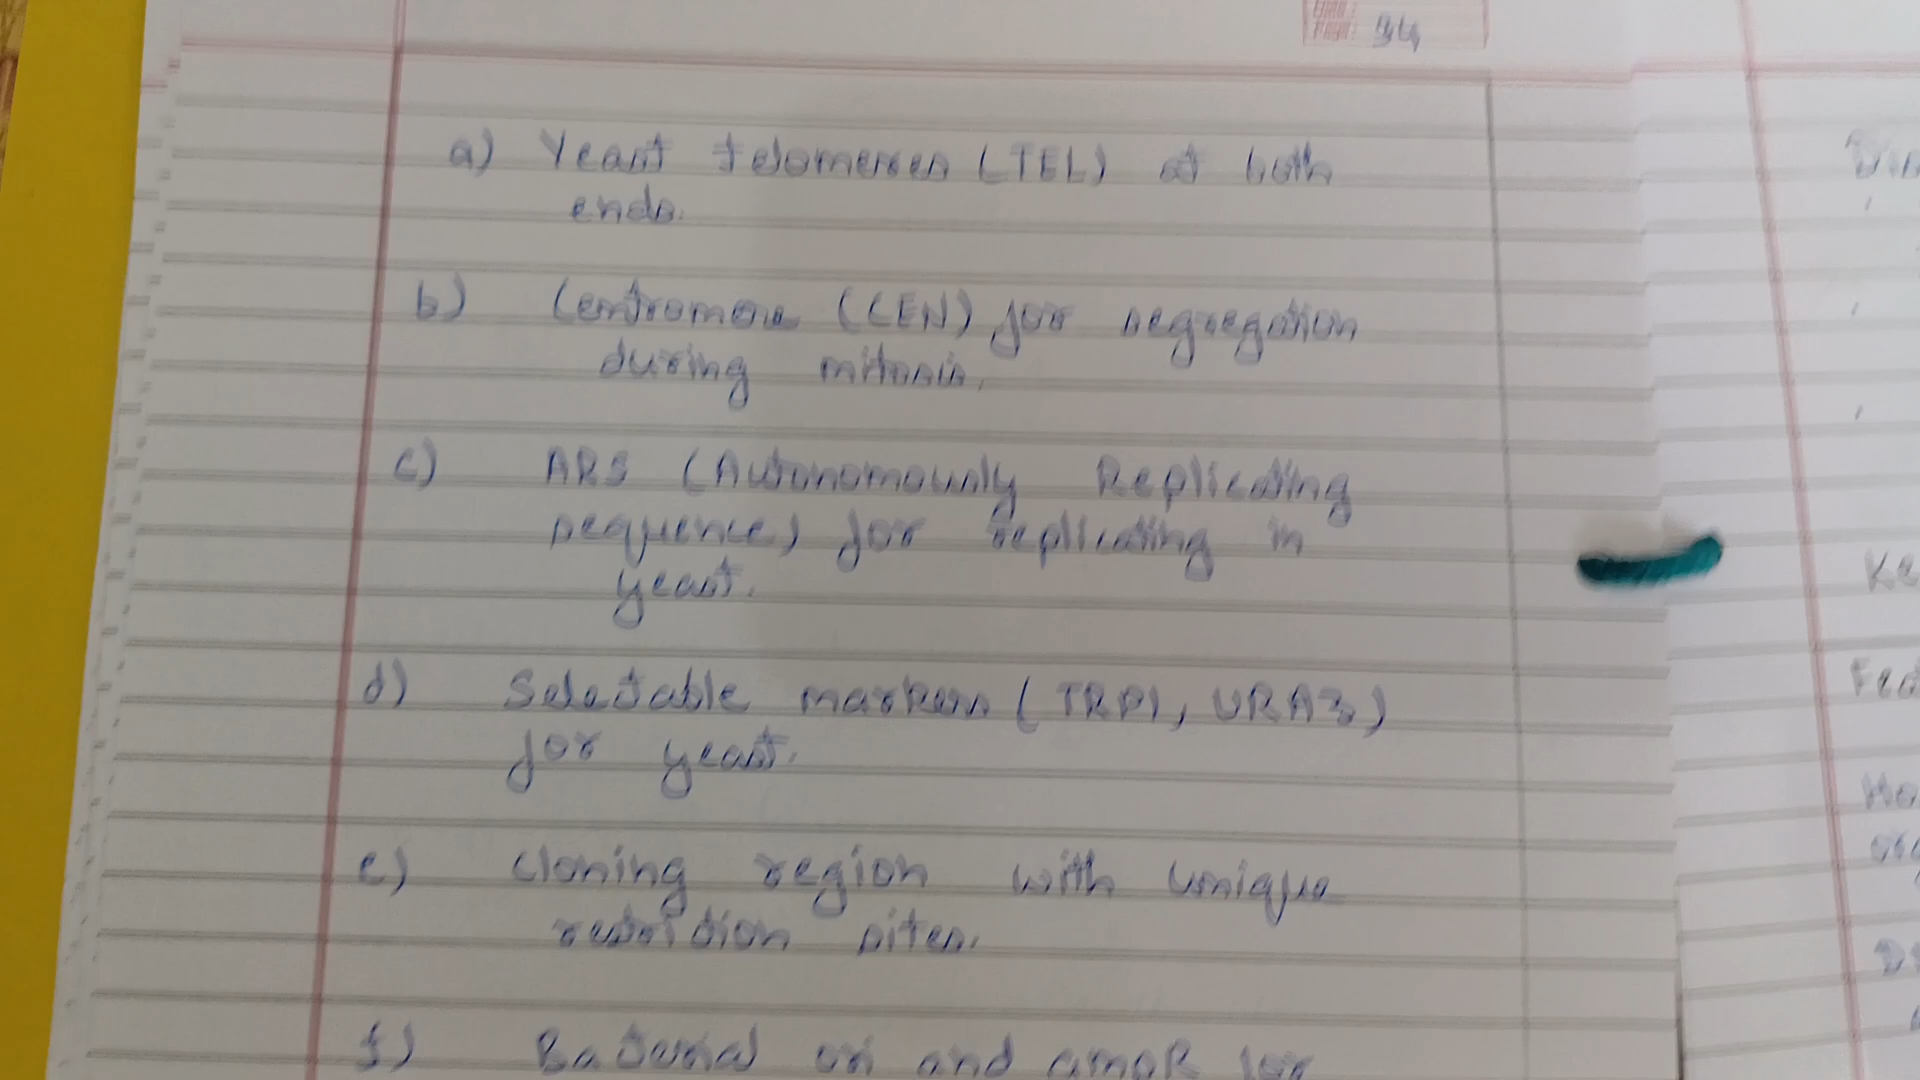 34
a) Yeast telomeres (TEL) at both
ends.
b) Centromere (CEN) for segregation
during mitosis.
c) ARS (Autonomously Replicating
sequence) for replicating in
yeast.
d) Selectable markers (TRP1, URA3)
for yeast.
e) Cloning region with unique
restriction sites.
f) Bacterial ori and ampR for